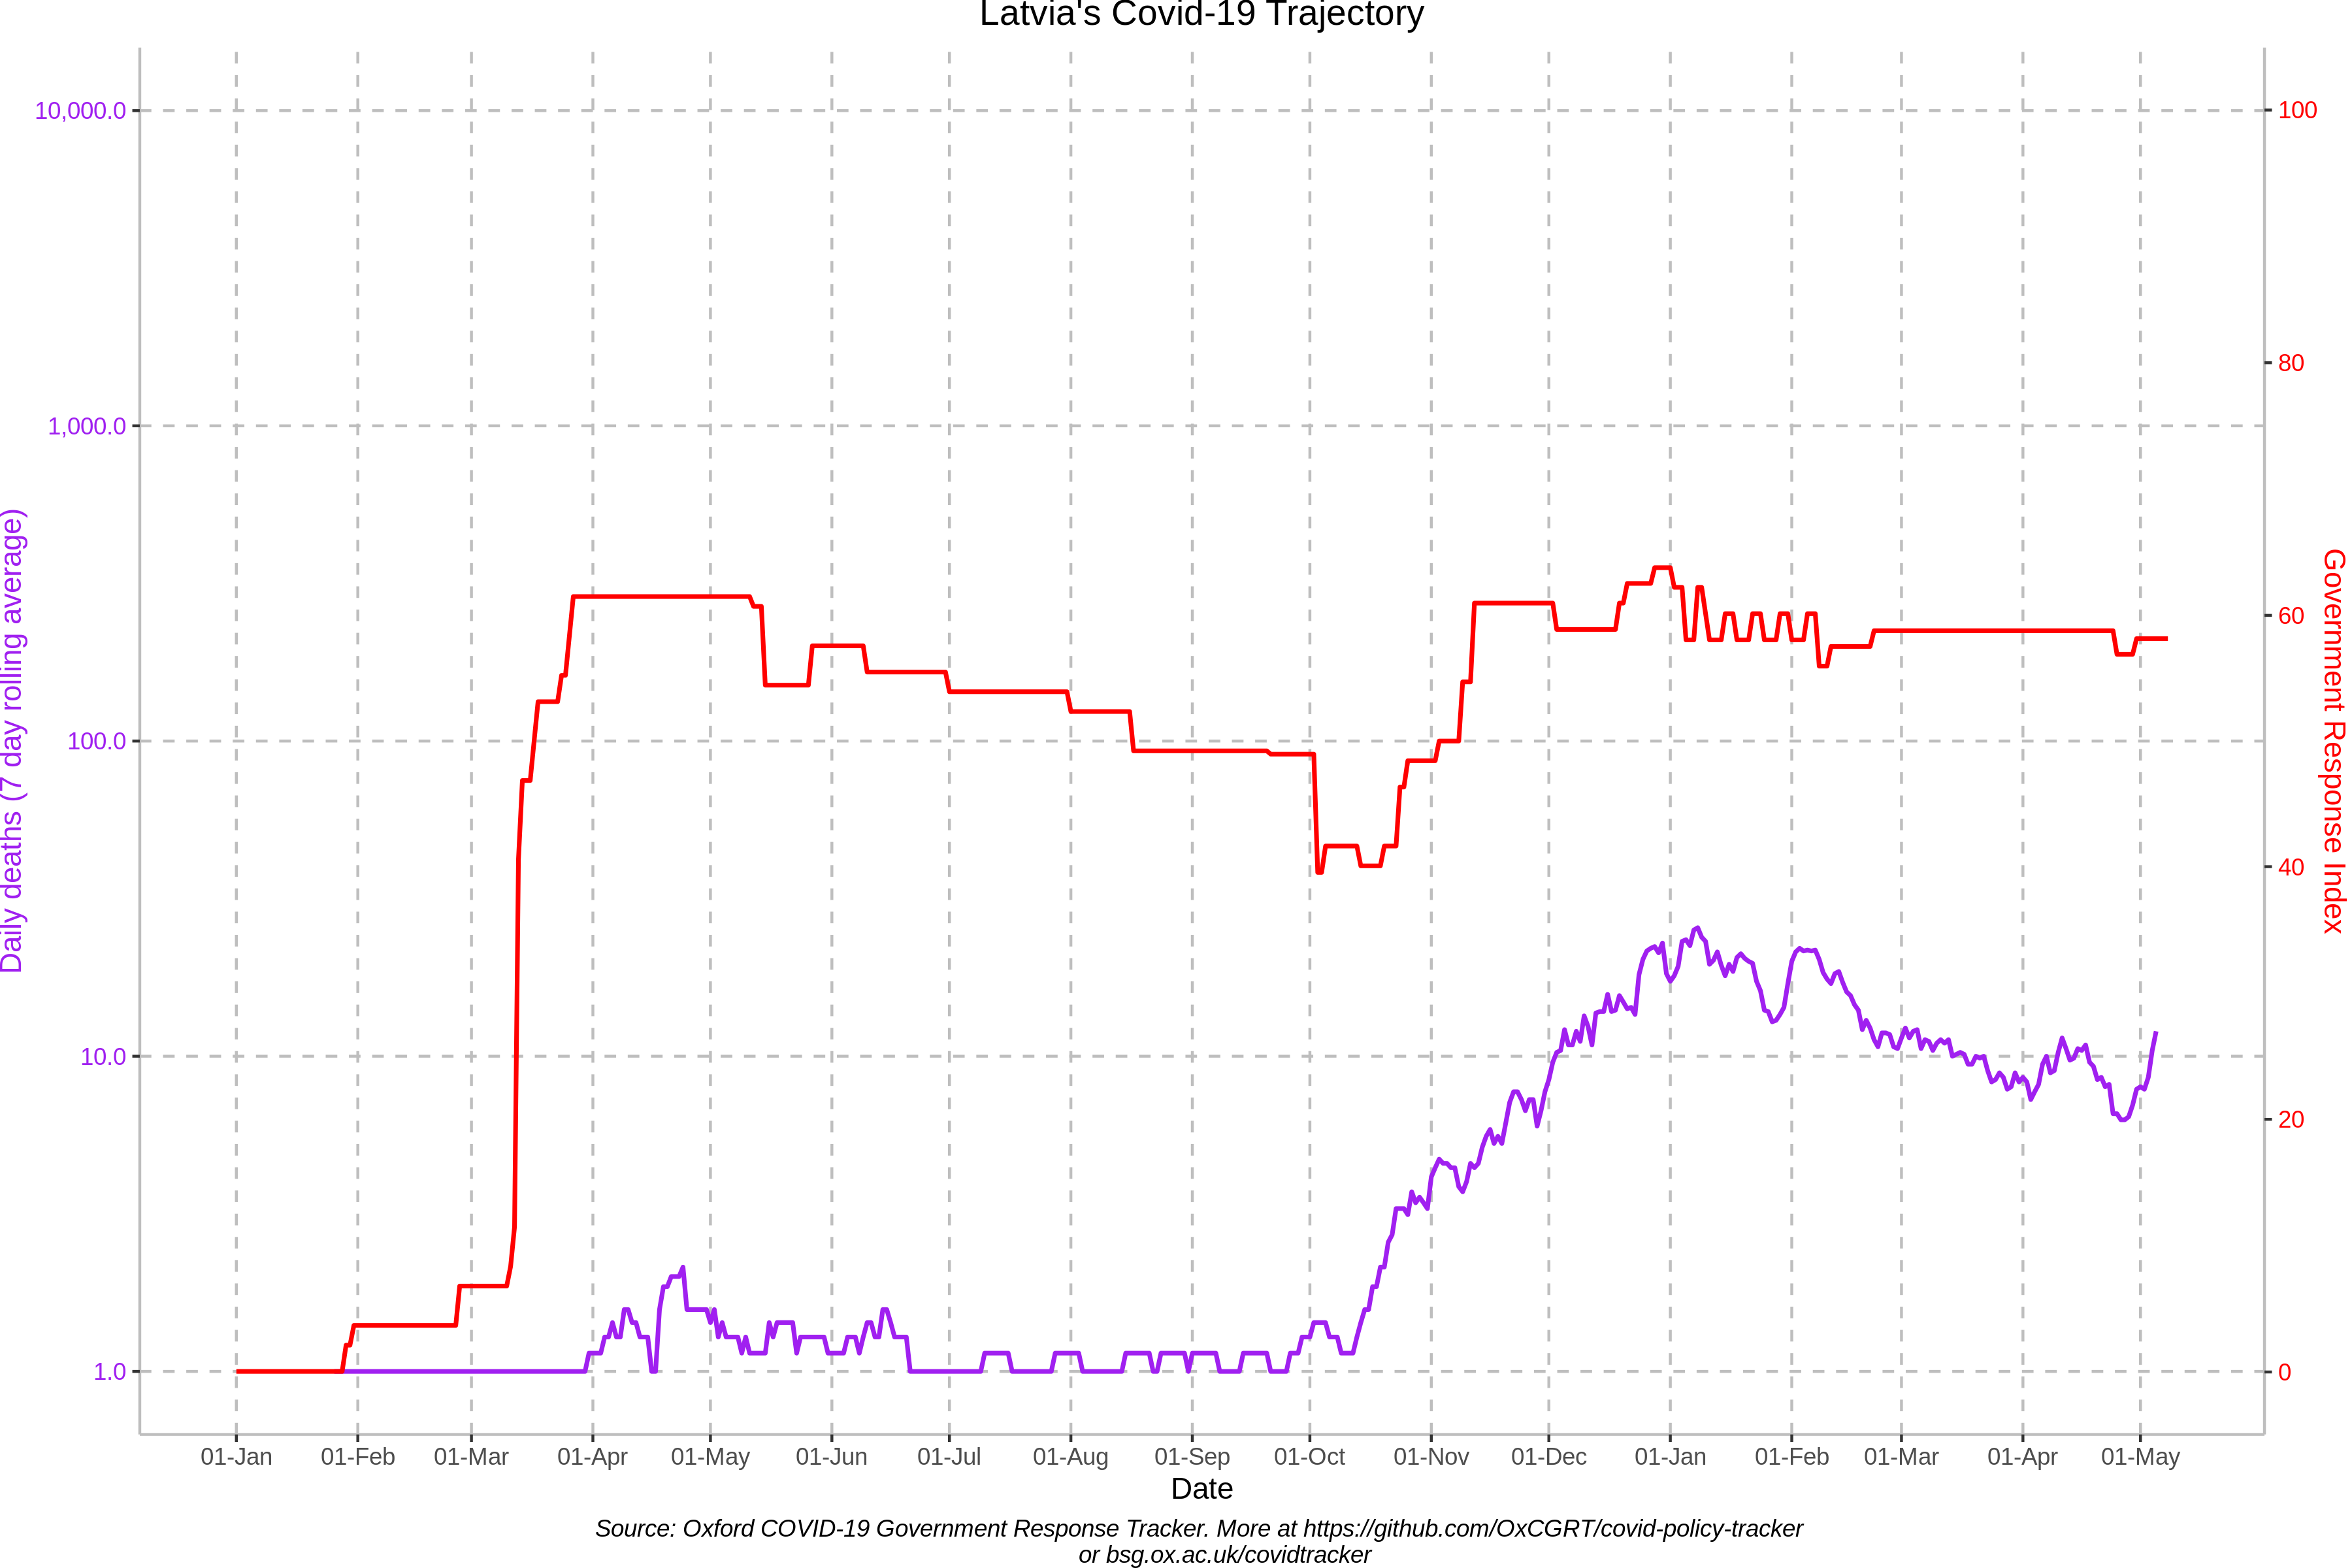 Latvia's Covid-19 Trajectory
10,000.0
1,000.0
100.0
10.0
1.0
Daily deaths (7 day rolling average)
100
80
60
40
20
0
Government Response Index
01-Jan 01-Feb 01-Mar 01-Apr 01-May 01-Jun 01-Jul 01-Aug 01-Sep 01-Oct 01-Nov 01-Dec 01-Jan 01-Feb 01-Mar 01-Apr 01-May
Date
Source: Oxford COVID-19 Government Response Tracker. More at https://github.com/OxCGRT/covid-policy-tracker
or bsg.ox.ac.uk/covidtracker